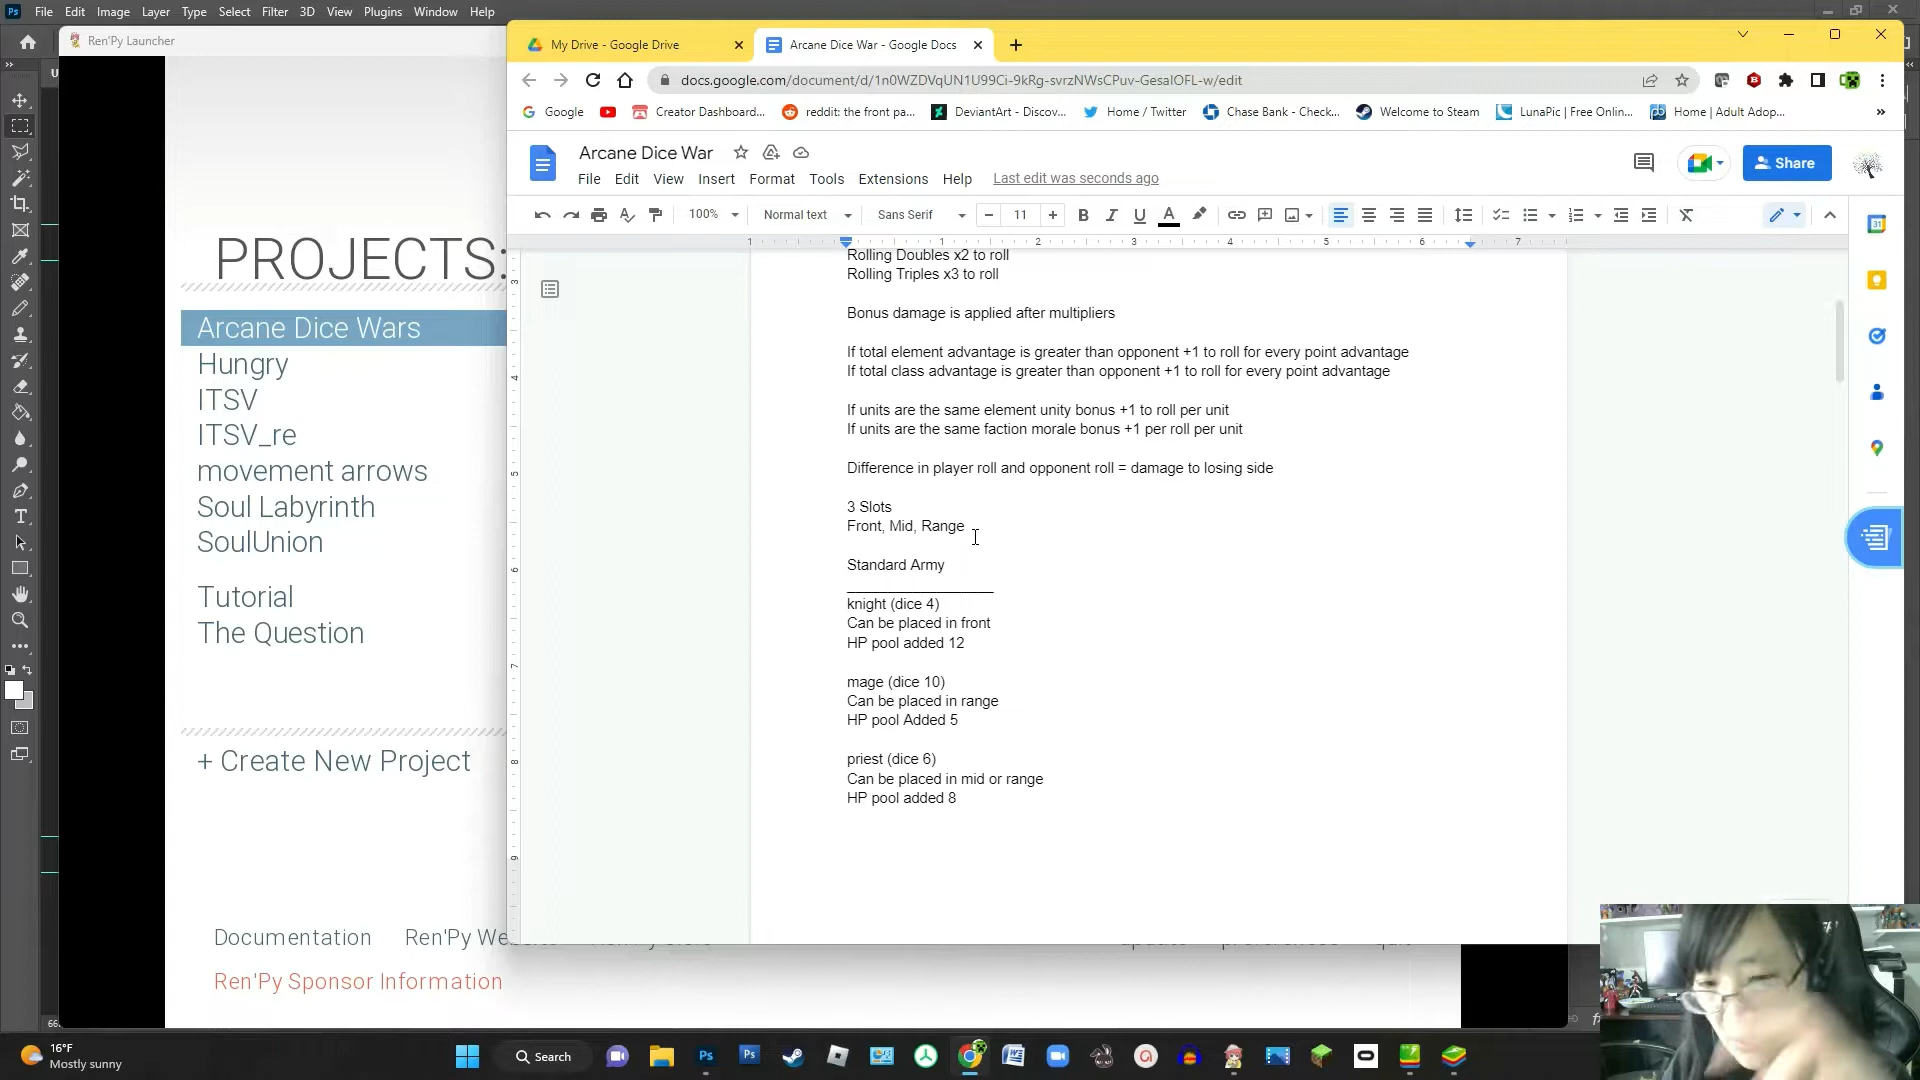 File Edit Image Layer Type Select Filter 3D View Plugins Window Help
Ren'Py Launcher
My Drive - Google Drive
Arcane Dice War - Google Docs
docs.google.com/document/d/1n0WZDVqUN1U99Ci-9kRg-svrzNWsCPuv-GesaIOFL-w/edit
Google
Creator Dashboard...
reddit: the front pa...
DeviantArt - Discov...
Home / Twitter
Chase Bank - Check...
Welcome to Steam
LunaPic | Free Onlin...
Home | Adult Adop...
Arcane Dice War
Share
File Edit View Insert Format Tools Extensions Help Last edit was seconds ago
100% Normal text Sans Serif 11
PROJECTS:
Arcane Dice Wars
Hungry
ITSV
ITSV_re
movement arrows
Soul Labyrinth
SoulUnion
Tutorial
The Question
+ Create New Project
Documentation
Ren'Py Sponsor Information
Rolling Doubles x2 to roll
Rolling Triples x3 to roll
Bonus damage is applied after multipliers
If total element advantage is greater than opponent +1 to roll for every point advantage
If total class advantage is greater than opponent +1 to roll for every point advantage
If units are the same element unity bonus +1 to roll per unit
If units are the same faction morale bonus +1 per roll per unit
Difference in player roll and opponent roll = damage to losing side
3 Slots
Front, Mid, Range
Standard Army
knight (dice 4)
Can be placed in front
HP pool added 12
mage (dice 10)
Can be placed in range
HP pool Added 5
priest (dice 6)
Can be placed in mid or range
HP pool added 8
16°F
Mostly sunny
Search